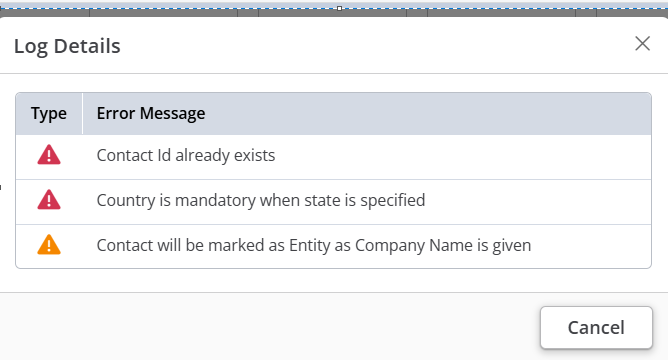 Log Details
Type Error Message
Contact Id already exists
Country is mandatory when state is specified
Contact will be marked as Entity as Company Name is given
Cancel